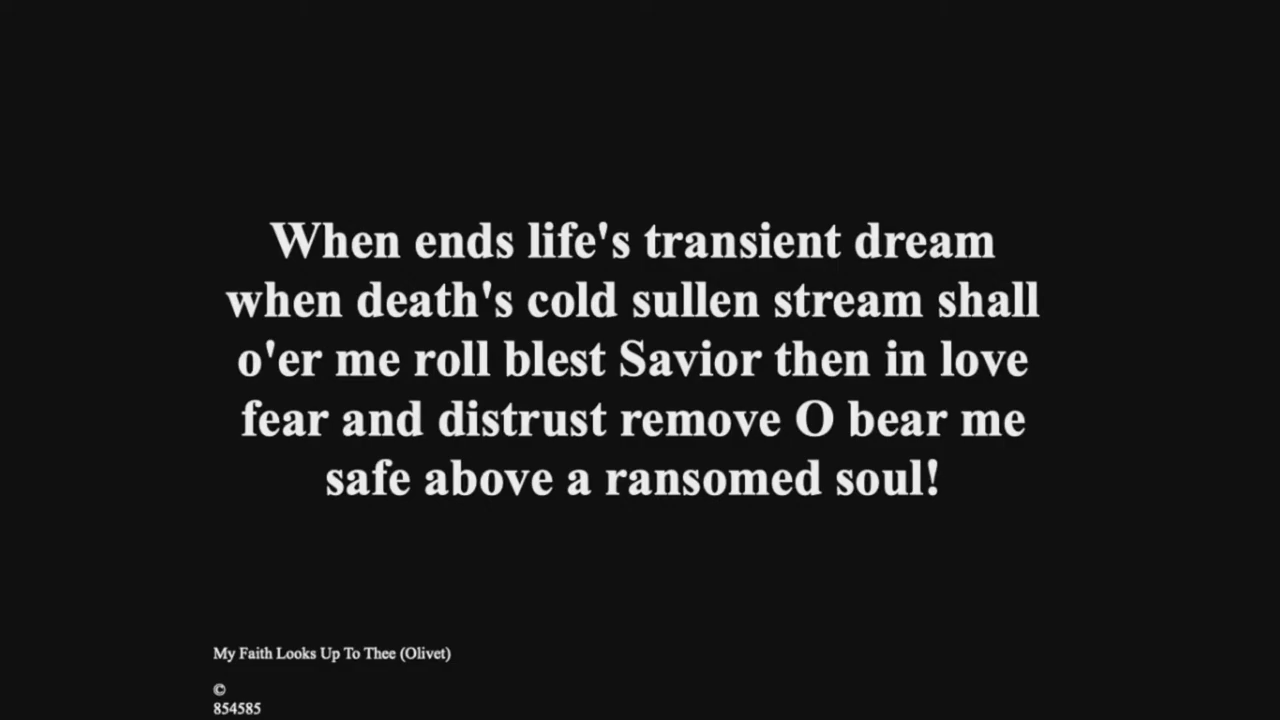 When ends life's transient dream
when death's cold sullen stream shall
o'er me roll blest Savior then in love
fear and distrust remove O bear me
safe above a ransomed soul!
My Faith Looks Up To Thee (Olivet)
©
854585